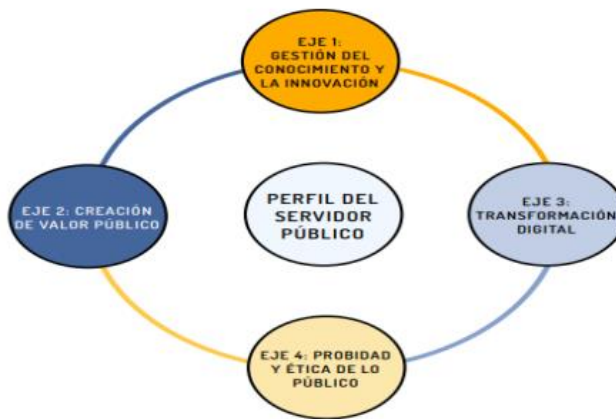 EJE 1:
GESTIÓN DEL
CONOCIMIENTO Y
LA INNOVACIÓN
EJE 2: CREACIÓN
DE VALOR PÚBLICO
PERFIL DEL
SERVIDOR
PÚBLICO
EJE 3:
TRANSFORMACIÓN
DIGITAL
EJE 4: PROBIDAD
Y ÉTICA DE LO
PÚBLICO